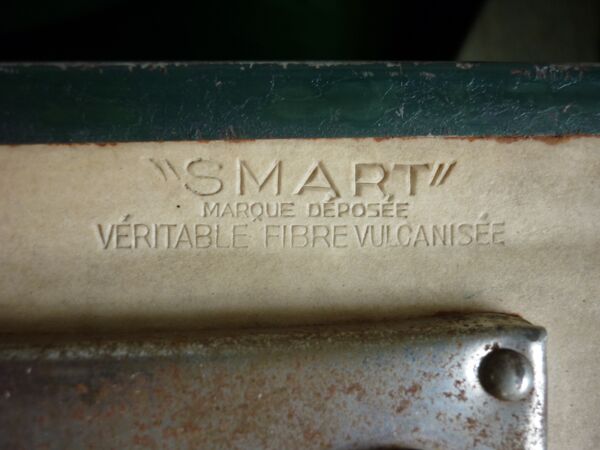 "SMART"
MARQUE DÉPOSÉE
VÉRITABLE FIBRE VULCANISÉE